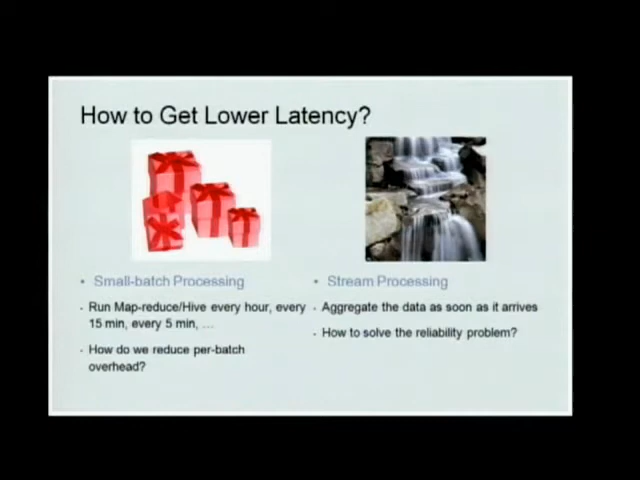 How to Get Lower Latency?
• Small-batch Processing
- Run Map-reduce/Hive every hour, every
15 min, every 5 min, …
- How do we reduce per-batch
overhead?
• Stream Processing
- Aggregate the data as soon as it arrives
- How to solve the reliability problem?